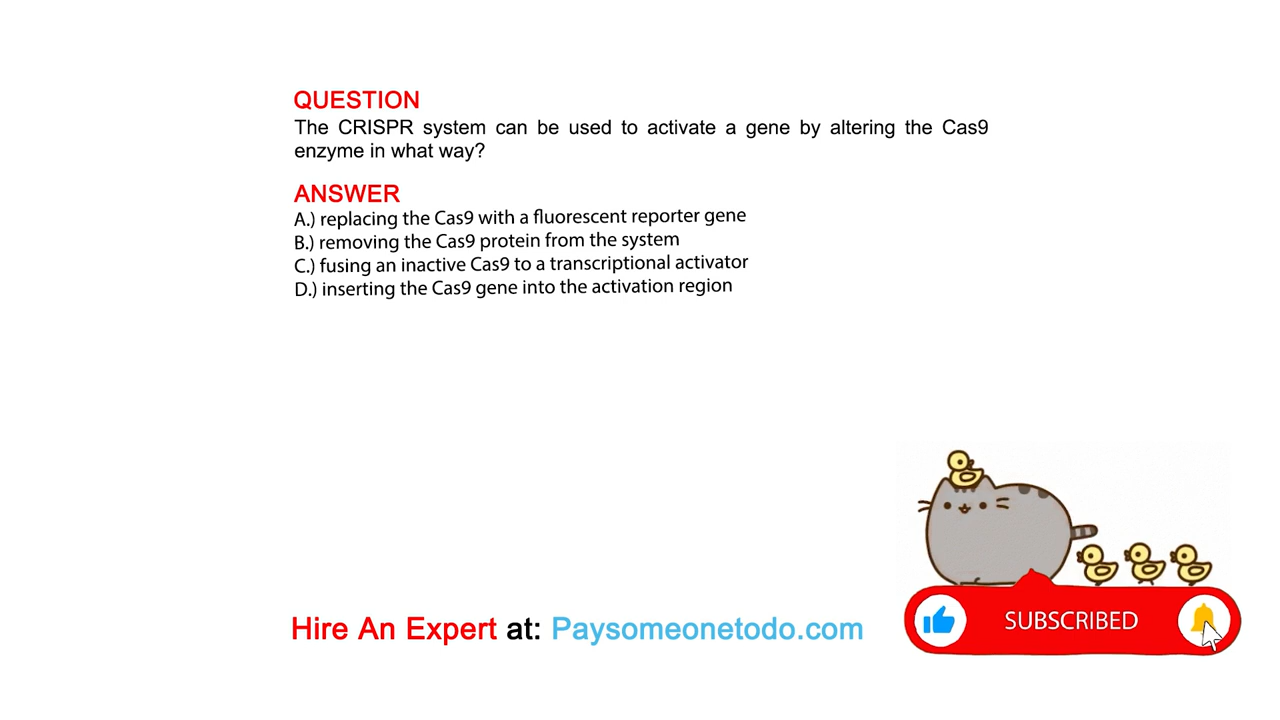 QUESTION
The CRISPR system can be used to activate a gene by altering the Cas9
enzyme in what way?
ANSWER
A.) replacing the Cas9 with a fluorescent reporter gene
B.) removing the Cas9 protein from the system
C.) fusing an inactive Cas9 to a transcriptional activator
D.) inserting the Cas9 gene into the activation region
Hire An Expert at: Paysomeonetodo.com
SUBSCRIBED